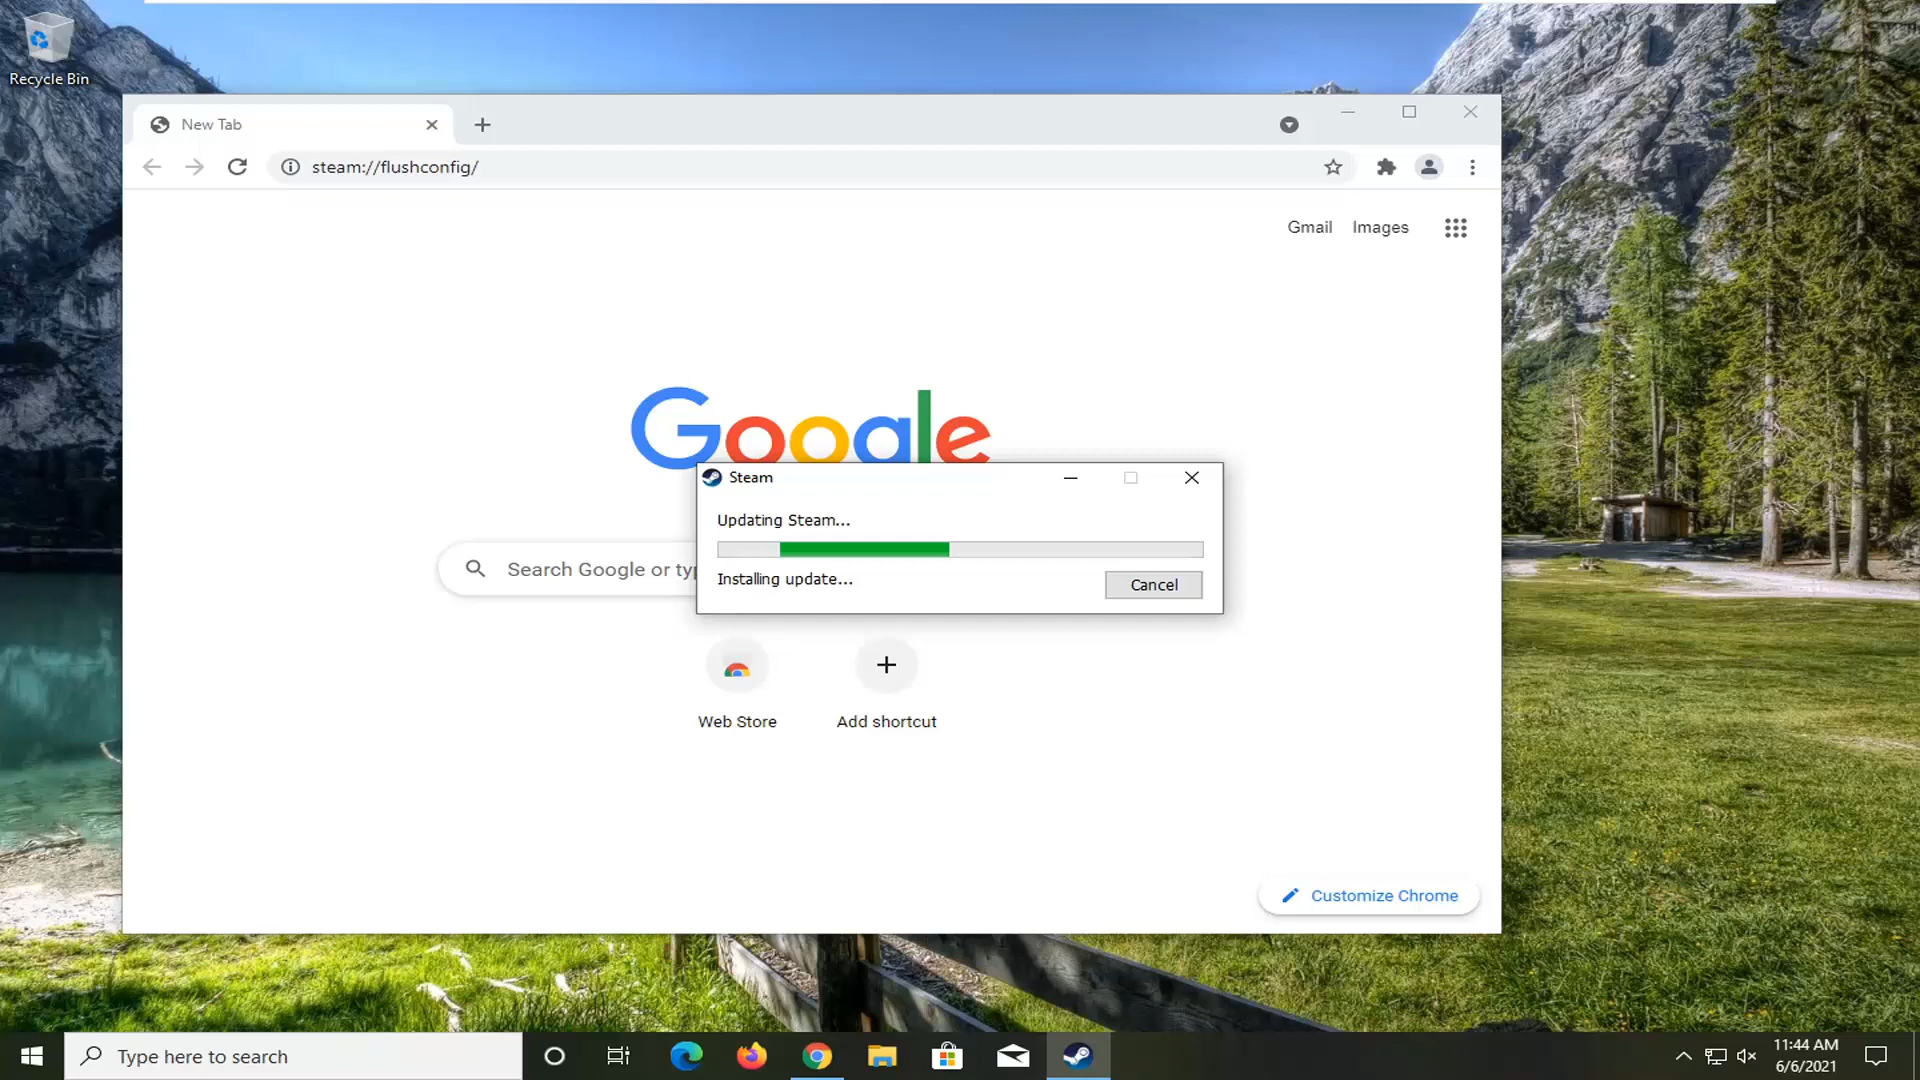 Recycle Bin
New Tab
steam://flushconfig/
Gmail Images
Google
Steam
Updating Steam...
Installing update...
Cancel
Search Google or typ
Web Store
Add shortcut
Customize Chrome
Type here to search
11:44 AM
6/6/2021